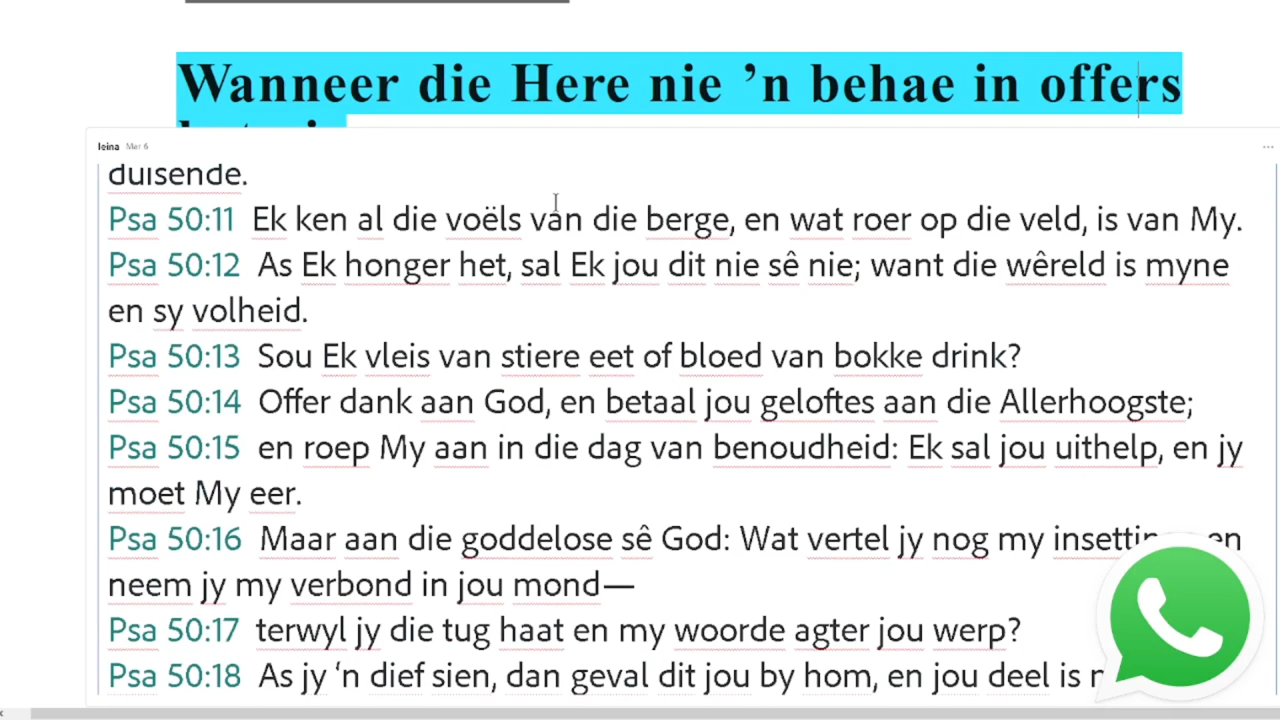 Wanneer die Here nie ’n behae in offers
leina Mar 6
duisende.
Psa 50:11 Ek ken al die voëls van die berge, en wat roer op die veld, is van My.
Psa 50:12 As Ek honger het, sal Ek jou dit nie sê nie; want die wêreld is myne
en sy volheid.
Psa 50:13 Sou Ek vleis van stiere eet of bloed van bokke drink?
Psa 50:14 Offer dank aan God, en betaal jou geloftes aan die Allerhoogste;
Psa 50:15 en roep My aan in die dag van benoudheid: Ek sal jou uithelp, en jy
moet My eer.
Psa 50:16 Maar aan die goddelose sê God: Wat vertel jy nog my en
neem jy my verbond in jou mond—
Psa 50:17 terwyl jy die tug haat en my woorde agter jou werp?
Psa 50:18 As jy ‘n dief sien, dan geval dit jou by hom, en jou deel is